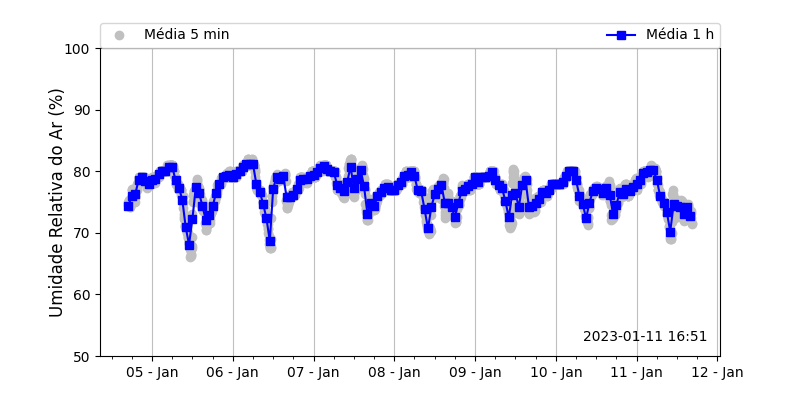 Média 5 min
Média 1 h
Umidade Relativa do Ar (%)
100
90
80
70
60
50
2023-01-11 16:51
05 - Jan
06 - Jan
07 - Jan
08 - Jan
09 - Jan
10 - Jan
11 - Jan
12 - Jan